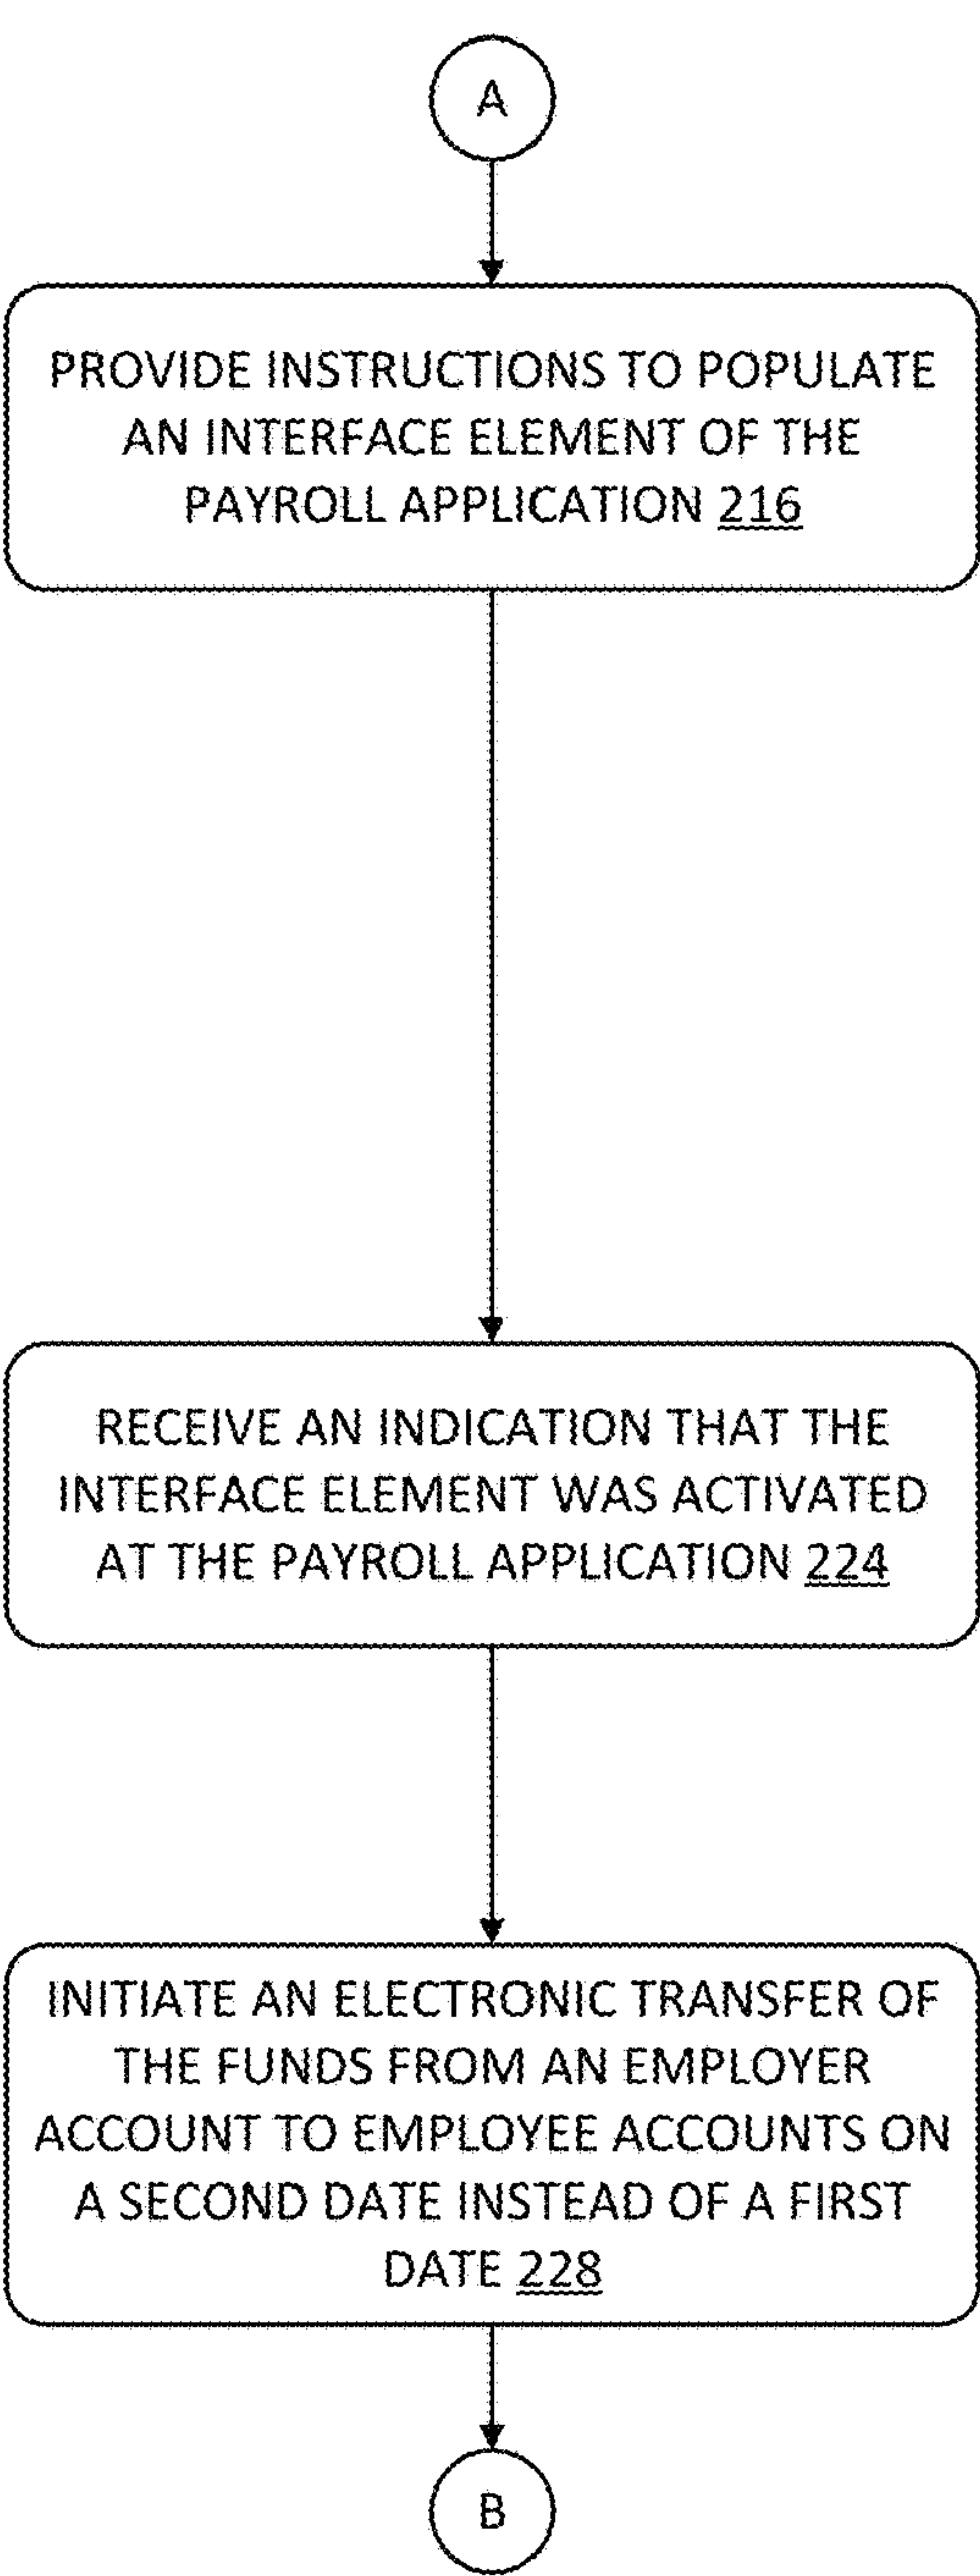 A
PROVIDE INSTRUCTIONS TO POPULATE
AN INTERFACE ELEMENT OF THE
PAYROLL APPLICATION 216
RECEIVE AN INDICATION THAT THE
INTERFACE ELEMENT WAS ACTIVATED
AT THE PAYROLL APPLICATION 224
INITIATE AN ELECTRONIC TRANSFER OF
THE FUNDS FROM AN EMPLOYER
ACCOUNT TO EMPLOYEE ACCOUNTS ON
A SECOND DATE INSTEAD OF A FIRST
DATE 228
B